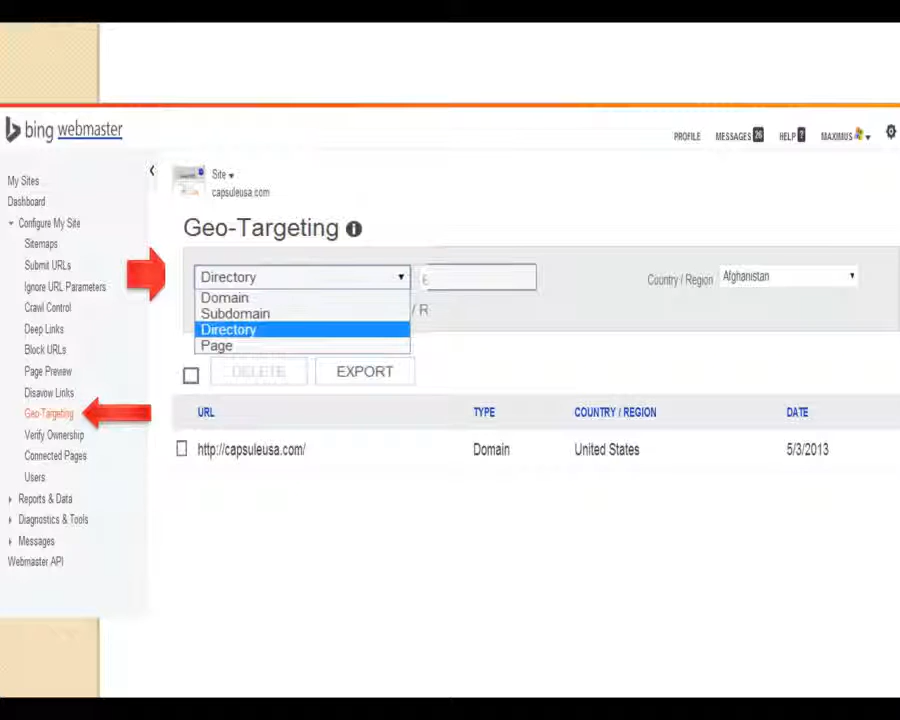 bing webmaster
PROFILE MESSAGES 26 HELP ? MAXIMUS
My Sites
Dashboard
Configure My Site
Sitemaps
Submit URLs
Ignore URL Parameters
Crawl Control
Deep Links
Block URLs
Page Preview
Disavow Links
Geo-Targeting
Verify Ownership
Connected Pages
Users
Reports & Data
Diagnostics & Tools
Messages
Webmaster API
Site
capsuleusa.com
Geo-Targeting
Directory
Country / Region Afghanistan
Domain
Subdomain
Directory
Page
/ R
DELETE EXPORT
URL TYPE COUNTRY / REGION DATE
http://capsuleusa.com/ Domain United States 5/3/2013